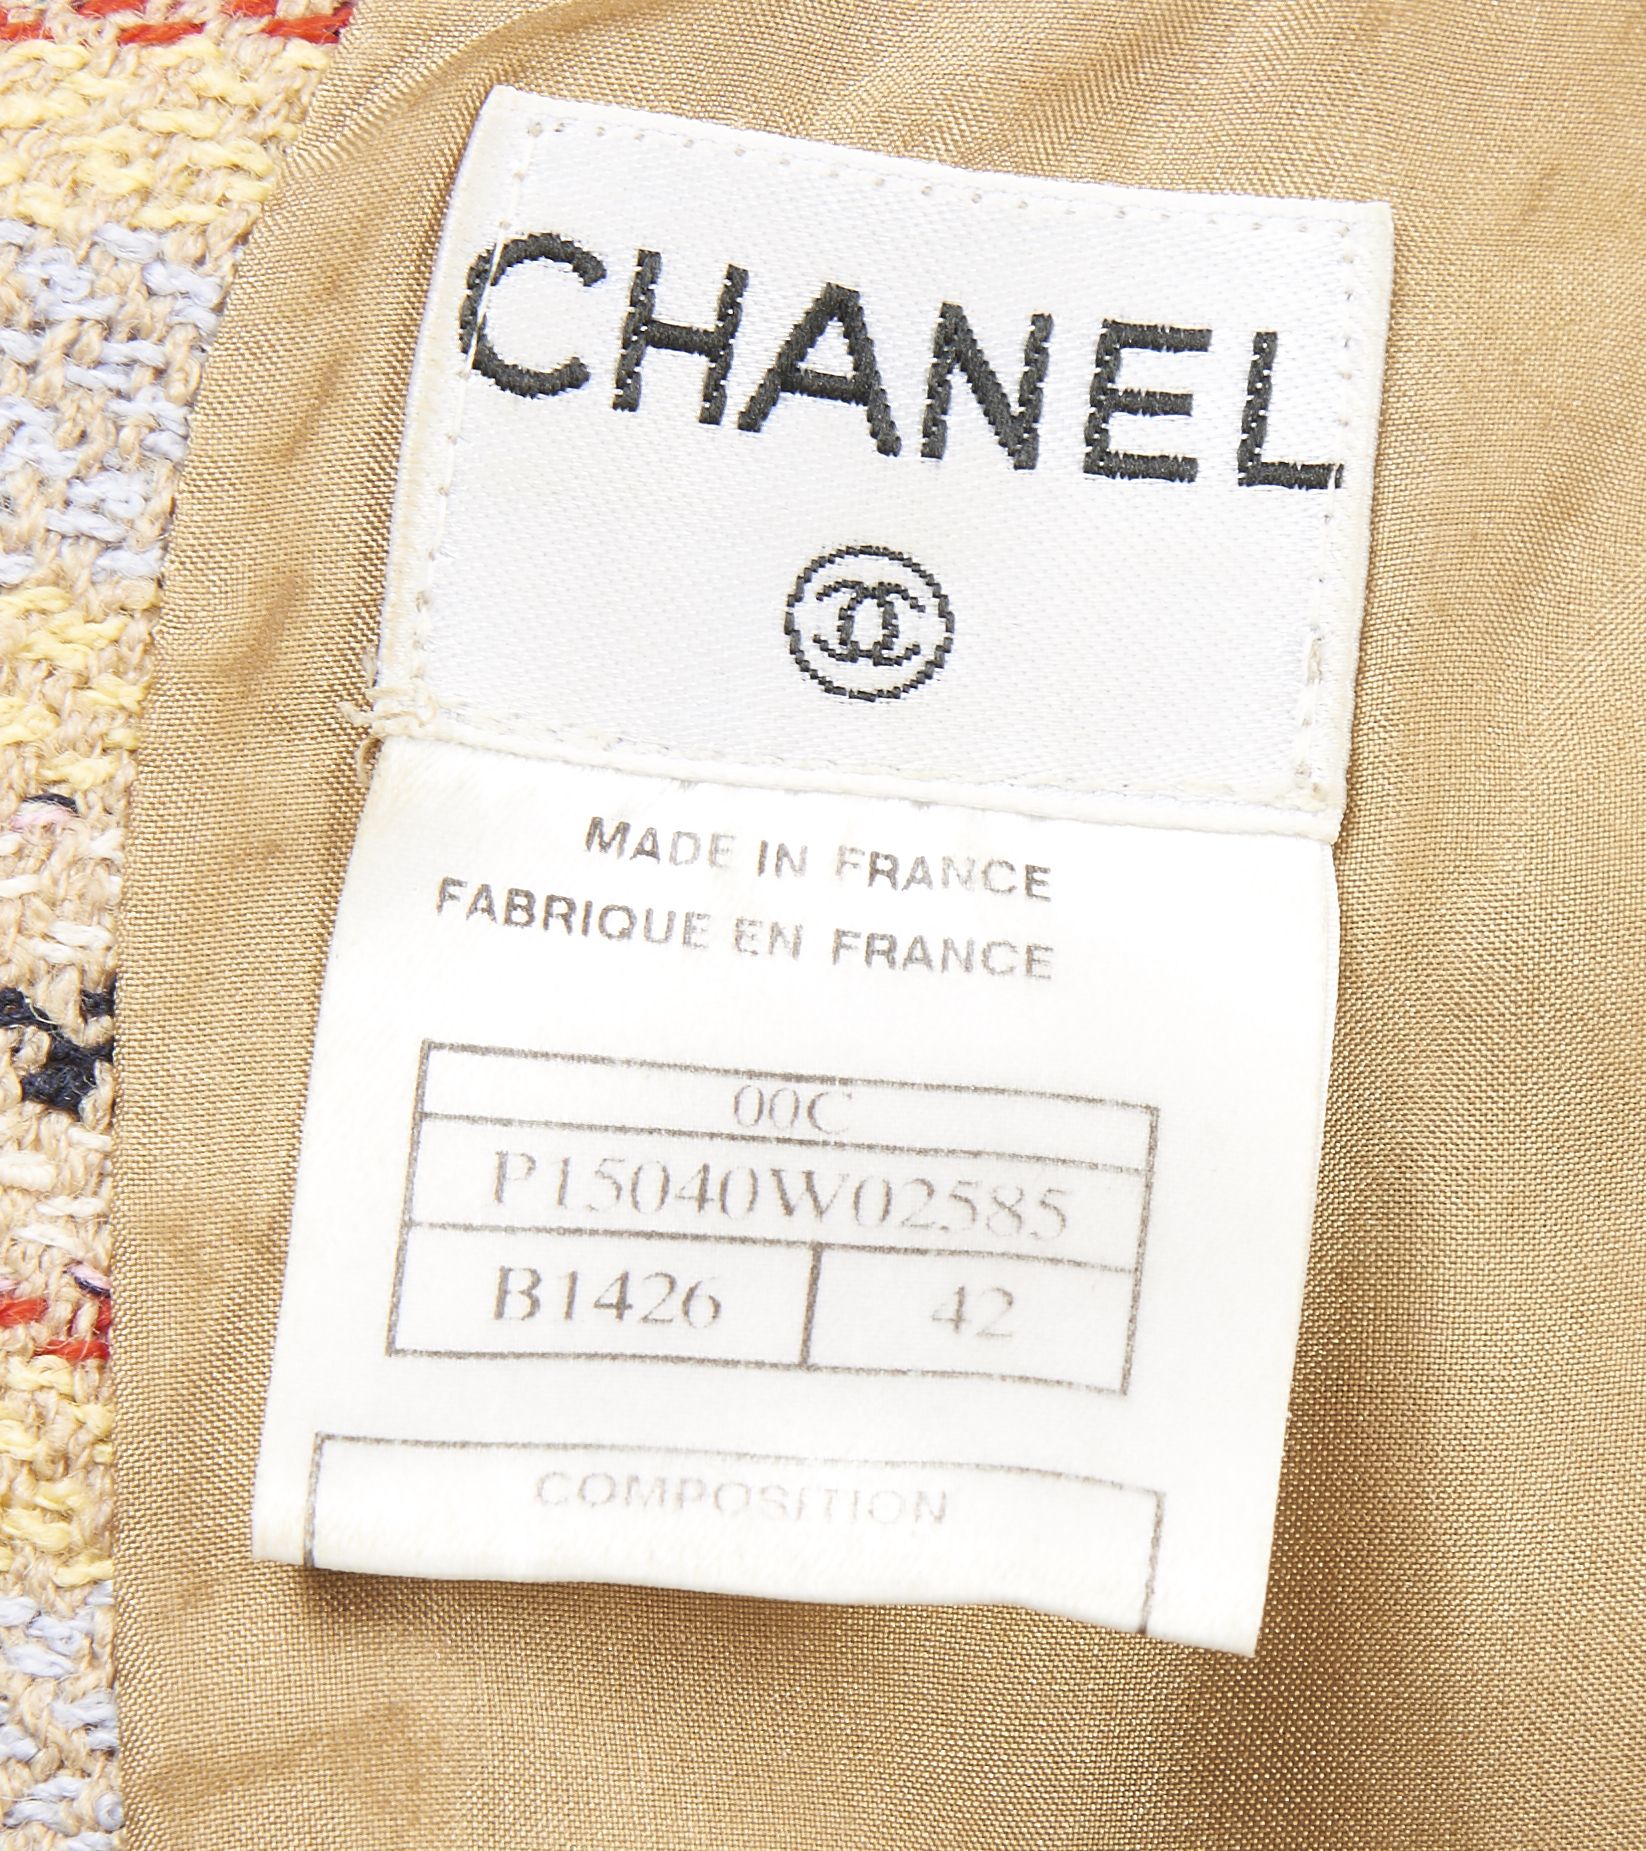 CHANEL
MADE IN FRANCE
FABRIQUE EN FRANCE
00C
P15040W02585
B1426 42
COMPOSITION